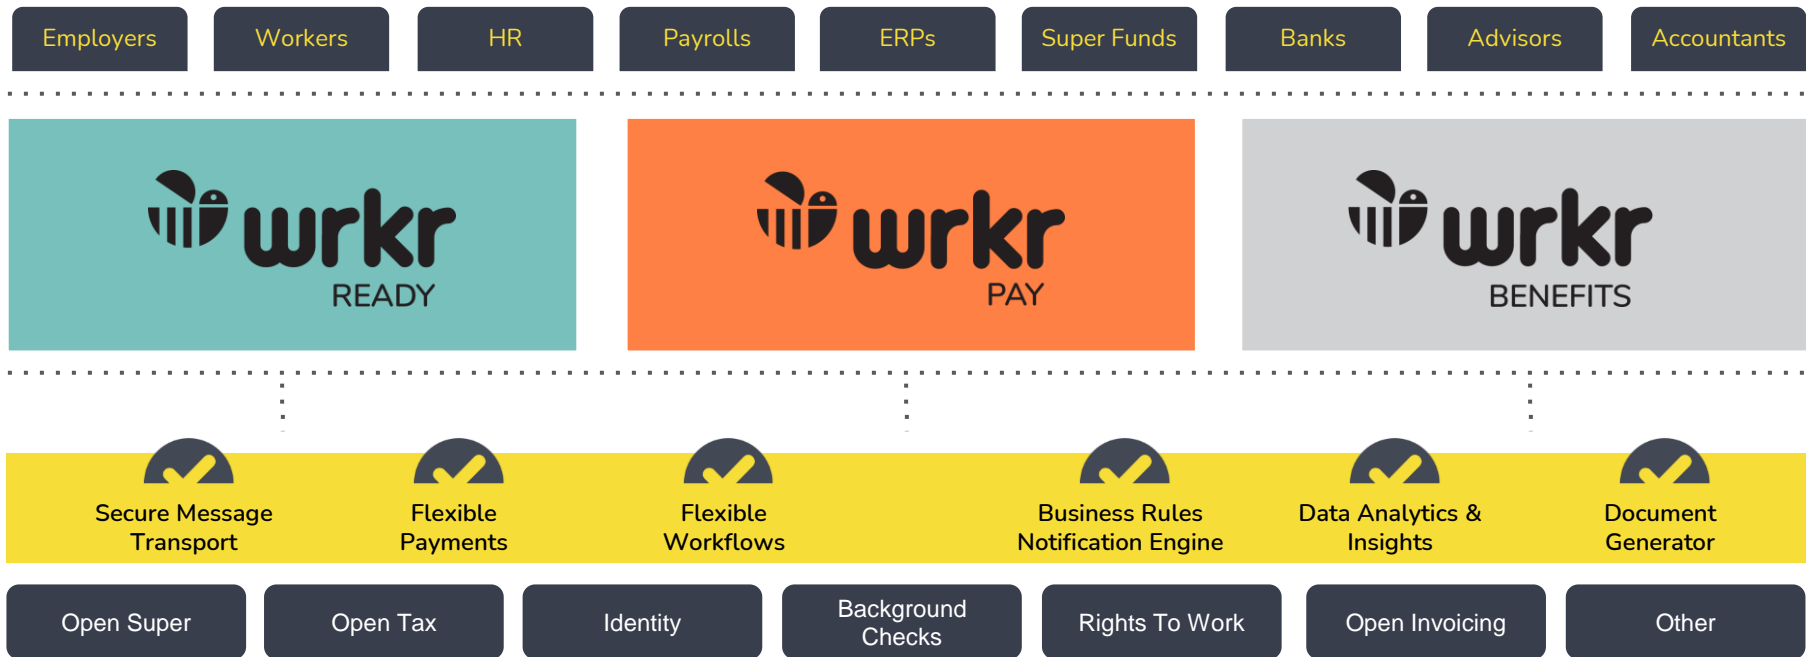 Employers Workers HR Payrolls ERPs Super Funds Banks Advisors Accountants
wrkr
READY
wrkr
PAY
wrkr
BENEFITS
Secure Message
Transport
Flexible
Payments
Flexible
Workflows
Business Rules
Notification Engine
Data Analytics &
Insights
Document
Generator
Open Super
Open Tax
Identity
Background
Checks
Rights To Work
Open Invoicing
Other